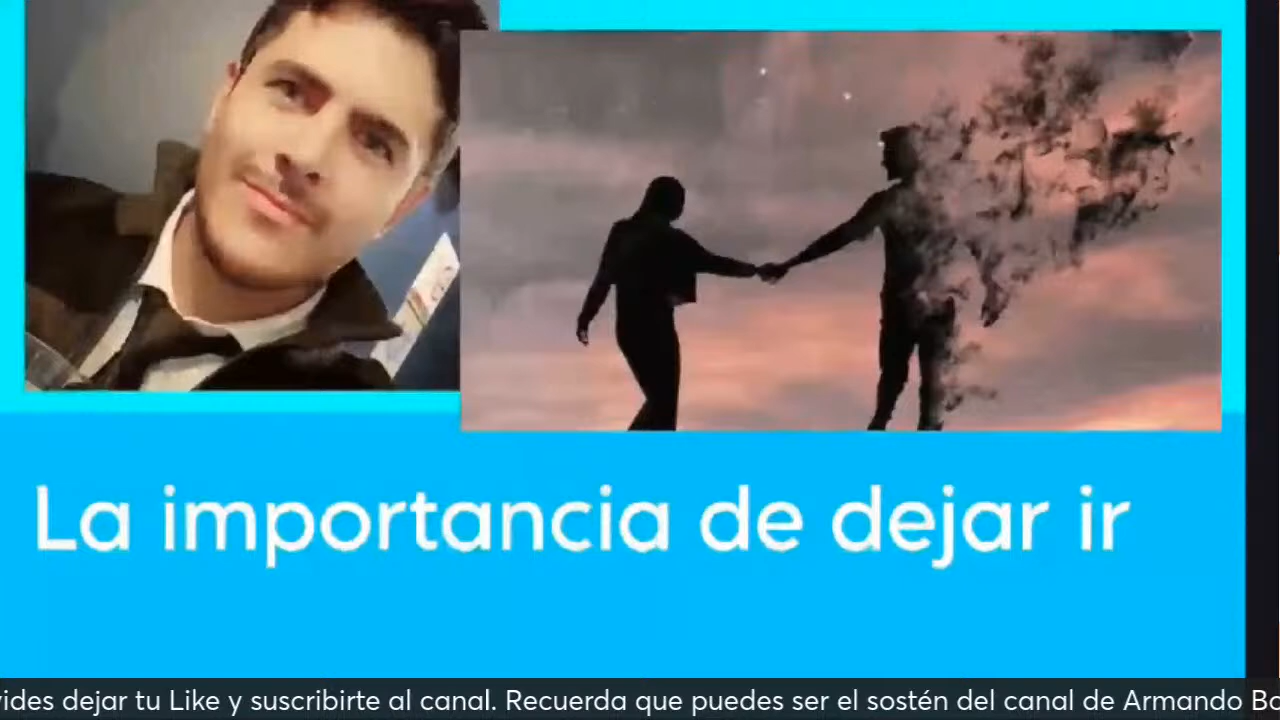 La importancia de dejar ir
dejar tu Like y suscribirte al canal. Recuerda que puedes ser el sostén del canal de Armando